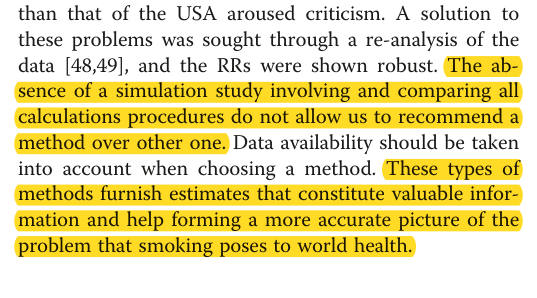 than that of the USA aroused criticism. A solution to
these problems was sought through a re-analysis of the
data [48,49], and the RRs were shown robust. The ab-
sence of a simulation study involving and comparing all
calculations procedures do not allow us to recommend a
method over other one. Data availability should be taken
into account when choosing a method. These types of
methods furnish estimates that constitute valuable infor-
mation and help forming a more accurate picture of the
problem that smoking poses to world health.